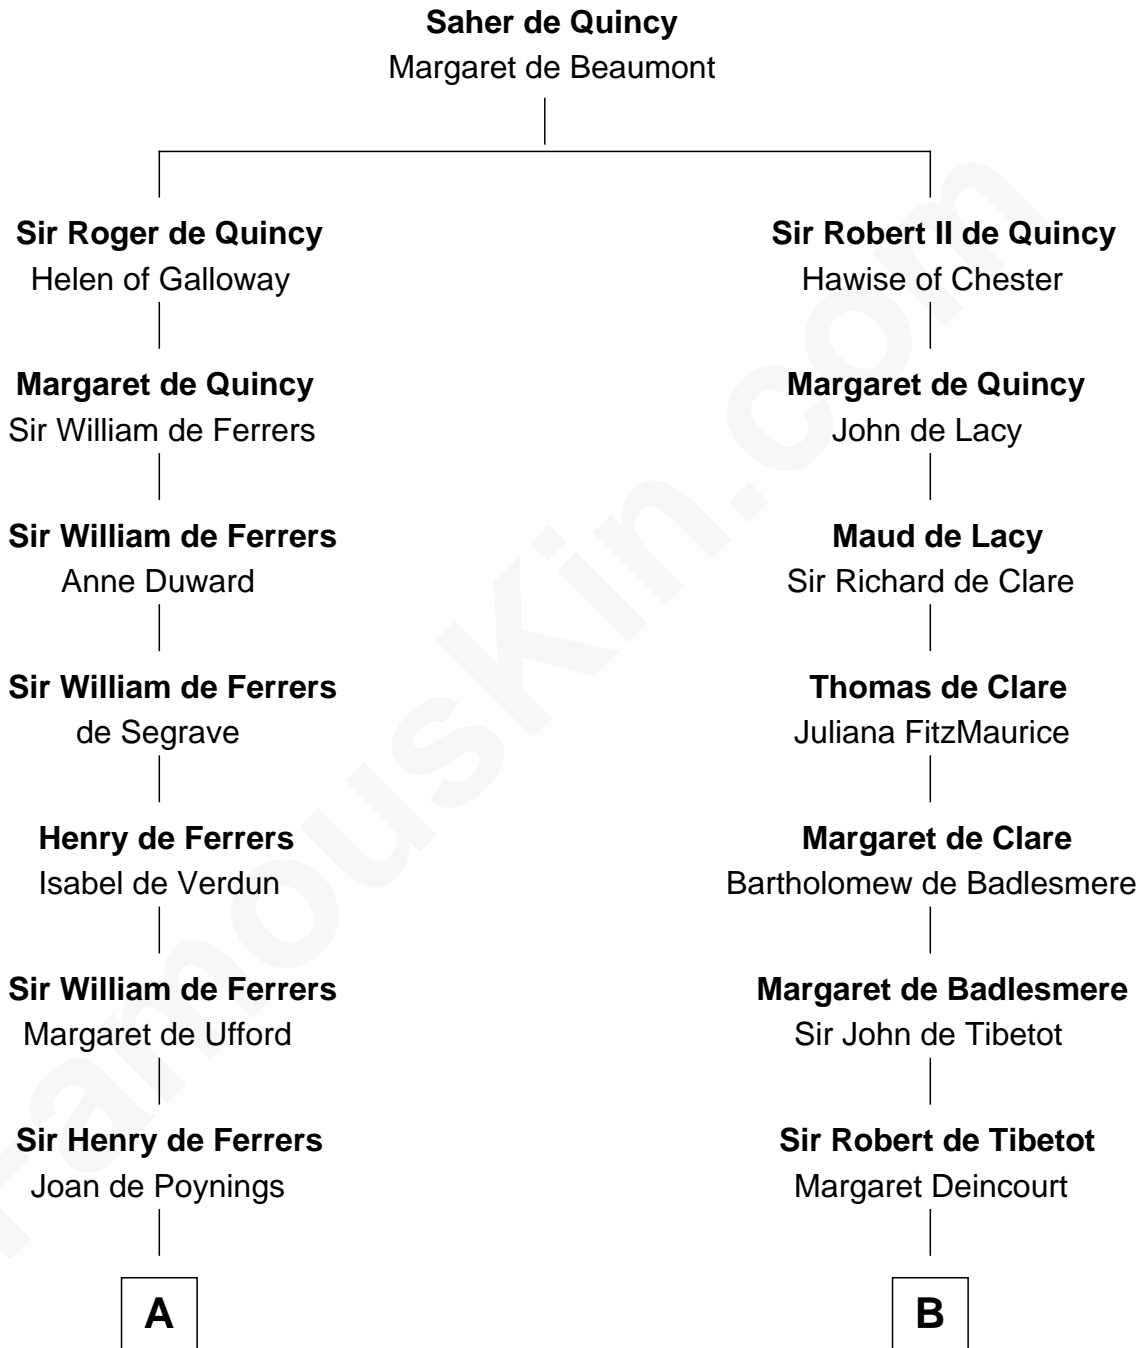 Saher de Quincy
Margaret de Beaumont
Sir Roger de Quincy
Helen of Galloway
Sir Robert II de Quincy
Hawise of Chester
Margaret de Quincy
Sir William de Ferrers
Margaret de Quincy
John de Lacy
Sir William de Ferrers
Anne Duward
Maud de Lacy
Sir Richard de Clare
Sir William de Ferrers
de Segrave
Thomas de Clare
Juliana FitzMaurice
Henry de Ferrers
Isabel de Verdun
Margaret de Clare
Bartholomew de Badlesmere
Sir William de Ferrers
Margaret de Ufford
Margaret de Badlesmere
Sir John de Tibetot
Sir Henry de Ferrers
Joan de Poynings
Sir Robert de Tibetot
Margaret Deincourt
A
B
FamousKin.com